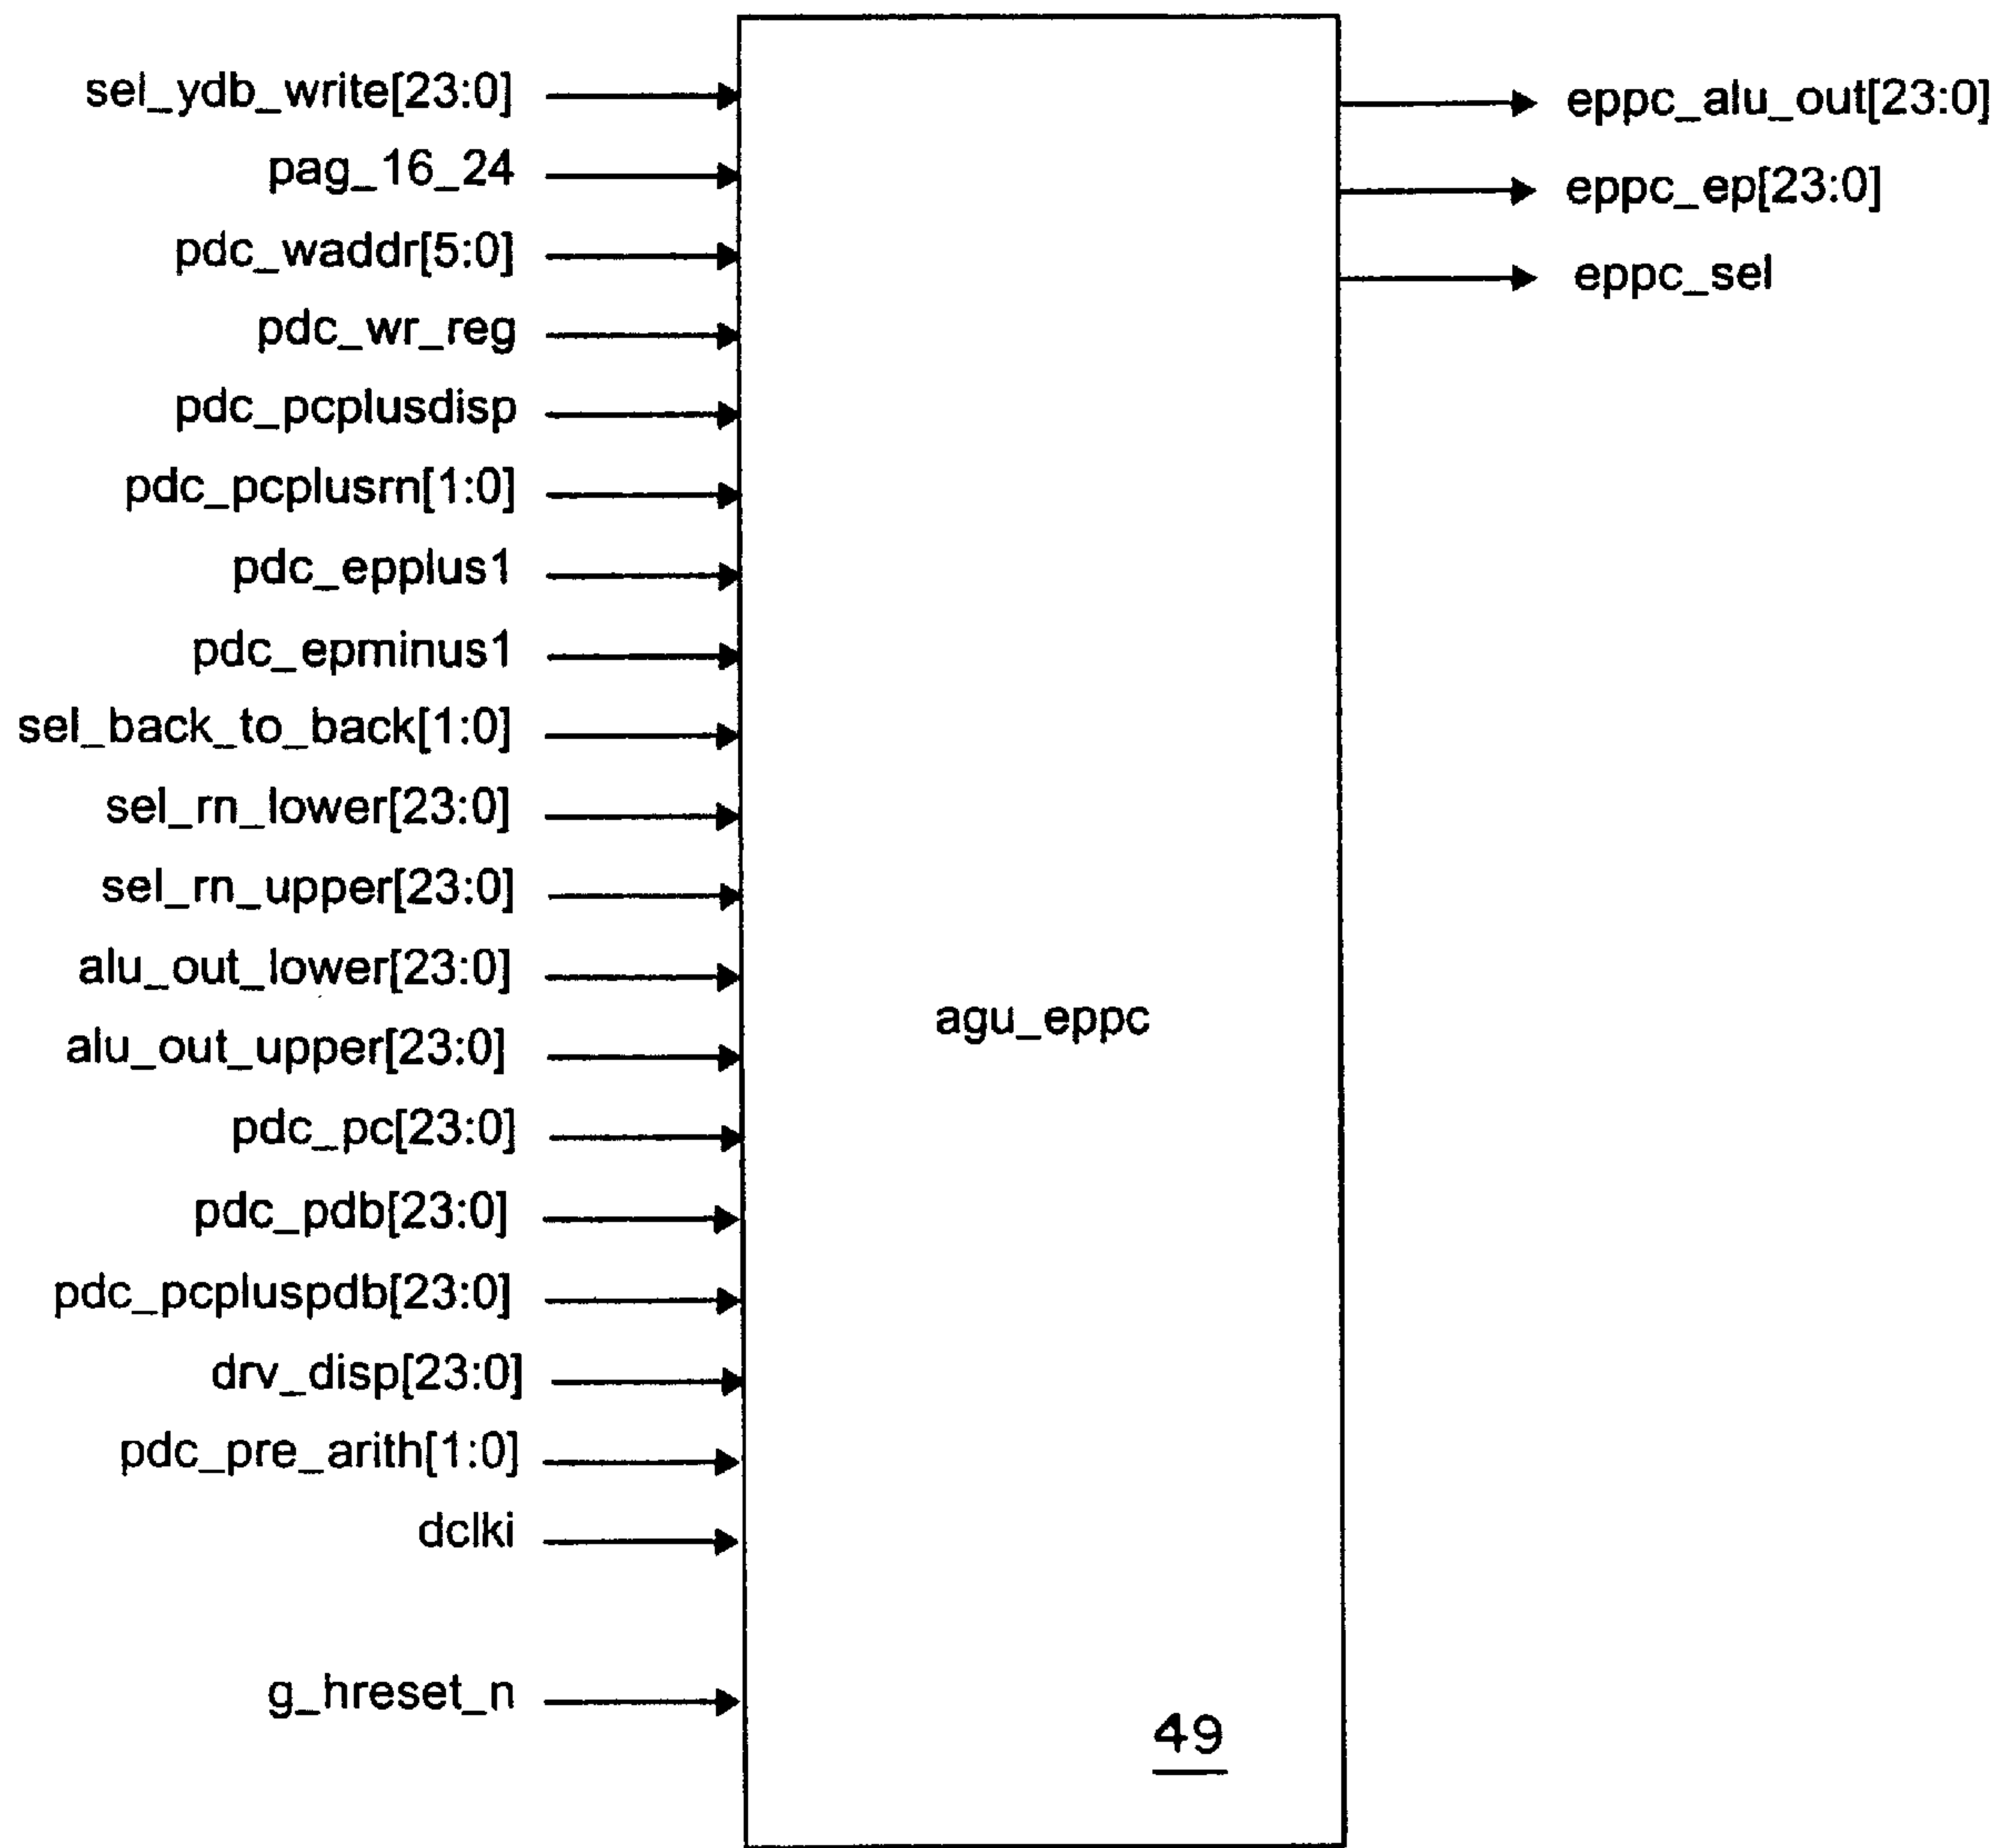 sel_ydb_write[23:0]
pag_16_24
pdc_waddr[5:0]
pdc_wr_reg
pdc_pcplusdisp
pdc_pcplusrn[1:0]
pdc_epplus1
pdc_epminus1
sel_back_to_back[1:0]
sel_rn_lower[23:0]
sel_rn_upper[23:0]
alu_out_lower[23:0]
alu_out_upper[23:0]
pdc_pc[23:0]
pdc_pdb[23:0]
pdc_pcpluspdb[23:0]
drv_disp[23:0]
pdc_pre_arith[1:0]
dclki
g_hreset_n
agu_eppc
49
eppc_alu_out[23:0]
eppc_ep[23:0]
eppc_sel